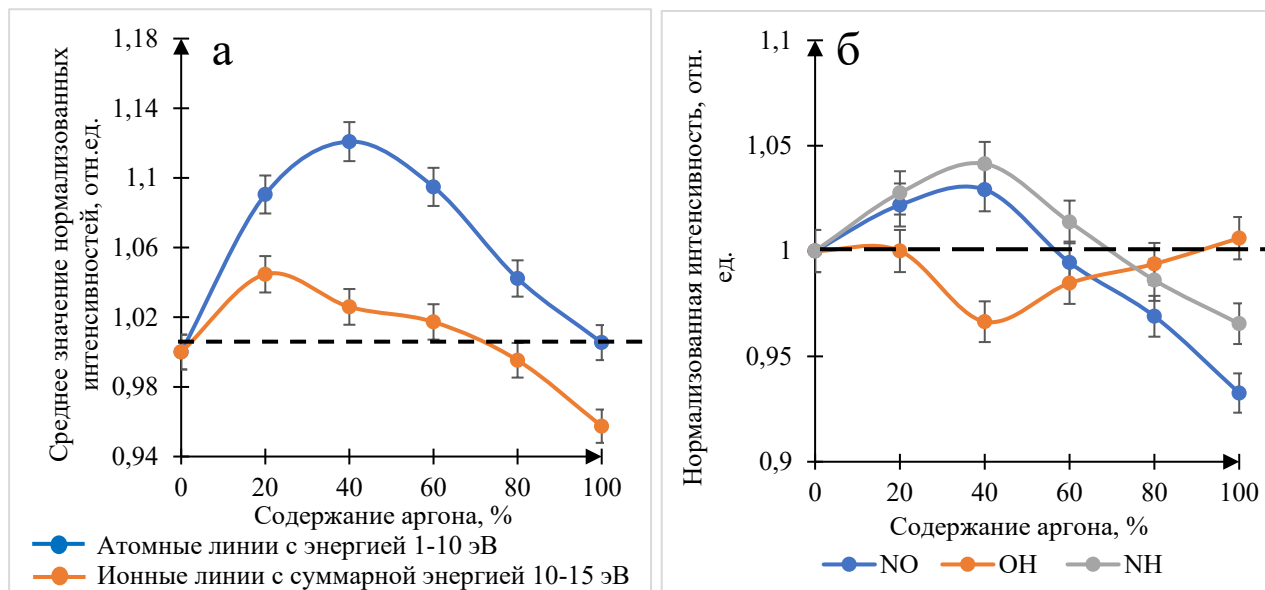 Среднее значение нормализованных
интенсивностей, отн.ед.
а
1,18
1,14
1,1
1,06
1,02
0,98
0,94
0
20
40
60
80
100
Содержание аргона, %
Атомные линии с энергией 1-10 эВ
Ионные линии с суммарной энергией 10-15 эВ
Нормализованная интенсивность, отн.
ед.
б
1,1
1,05
1
0,95
0,9
0
20
40
60
80
100
Содержание аргона, %
NO
OH
NH